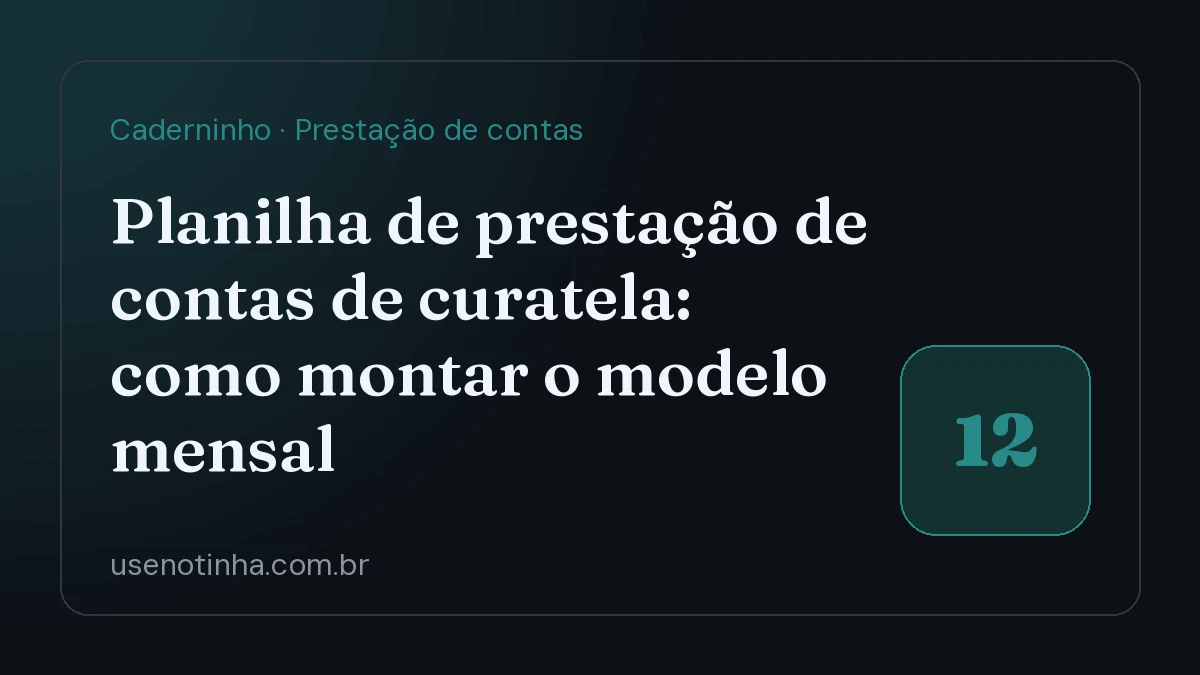 Caderninho · Prestação de contas
Planilha de prestação de
contas de curatela:
como montar o modelo
mensal
12
usenotinha.com.br